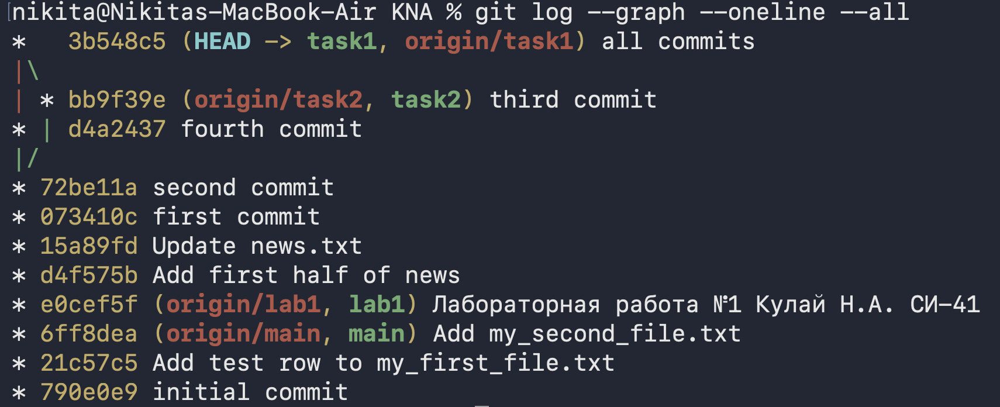 nikita@Nikitas-MacBook-Air KNA % git log --graph --oneline --all
*   3b548c5 (HEAD -> task1, origin/task1) all commits
|\
| * bb9f39e (origin/task2, task2) third commit
* | d4a2437 fourth commit
|/
* 72be11a second commit
* 073410c first commit
* 15a89fd Update news.txt
* d4f575b Add first half of news
* e0cef5f (origin/lab1, lab1) Лабораторная работа №1 Кулай Н.А. СИ-41
* 6ff8dea (origin/main, main) Add my_second_file.txt
* 21c57c5 Add test row to my_first_file.txt
* 790e0e9 initial commit